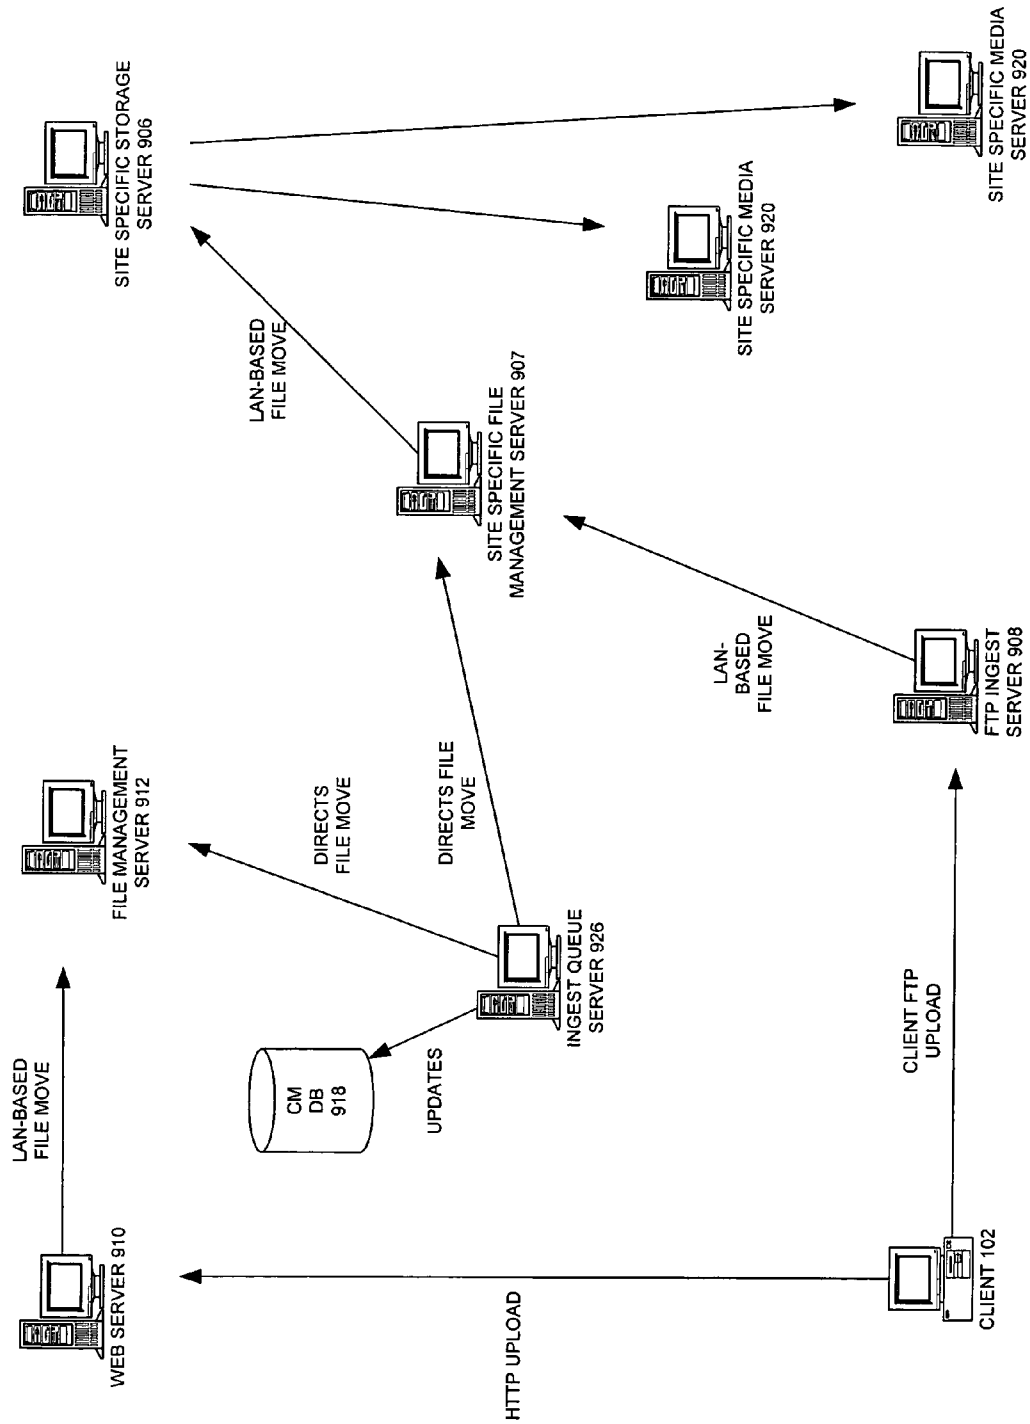 WEB SERVER 910
LAN-BASED
FILE MOVE
FILE MANAGEMENT
SERVER 912
SITE SPECIFIC STORAGE
SERVER 906
LAN-BASED
FILE MOVE
CM
DB
918
UPDATES
DIRECTS
FILE MOVE
DIRECTS FILE
MOVE
INGEST QUEUE
SERVER 926
SITE SPECIFIC FILE
MANAGEMENT SERVER 907
HTTP UPLOAD
LAN-
BASED
FILE MOVE
SITE SPECIFIC MEDIA
SERVER 920
CLIENT FTP
UPLOAD
CLIENT 102
FTP INGEST
SERVER 908
SITE SPECIFIC MEDIA
SERVER 920